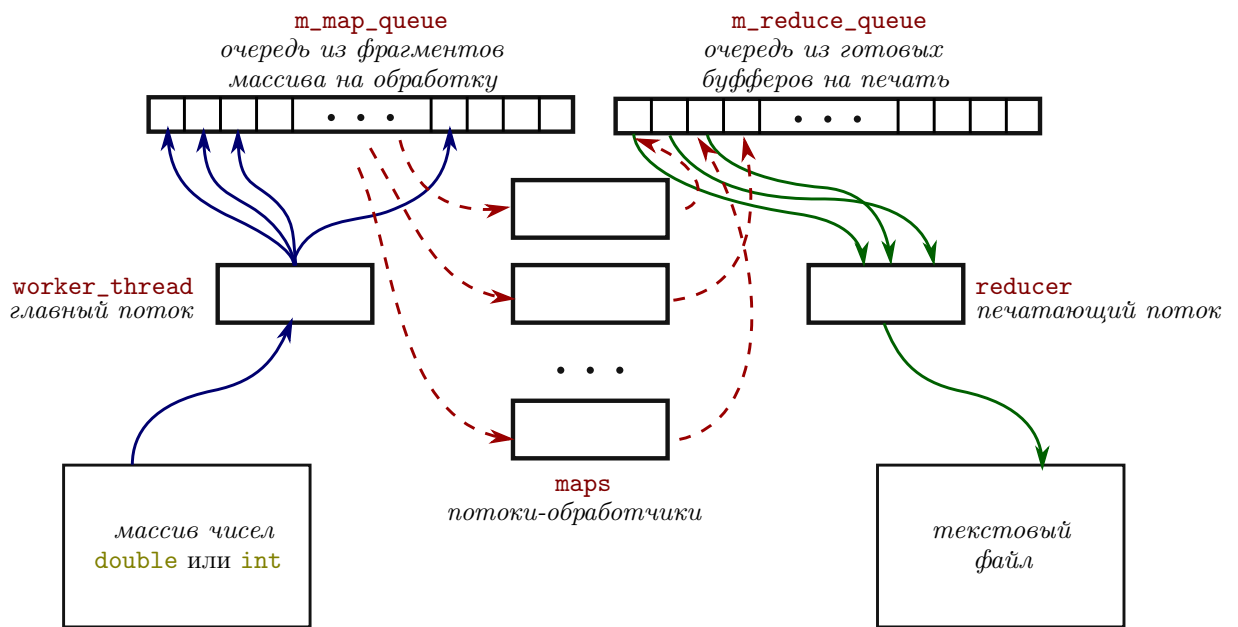 m_map_queue
очередь из фрагментов
массива на обработку
m_reduce_queue
очередь из готовых
буфферов на печать
worker_thread
главный поток
reducer
печатающий поток
maps
потоки-обработчики
массив чисел
double или int
текстовый
файл